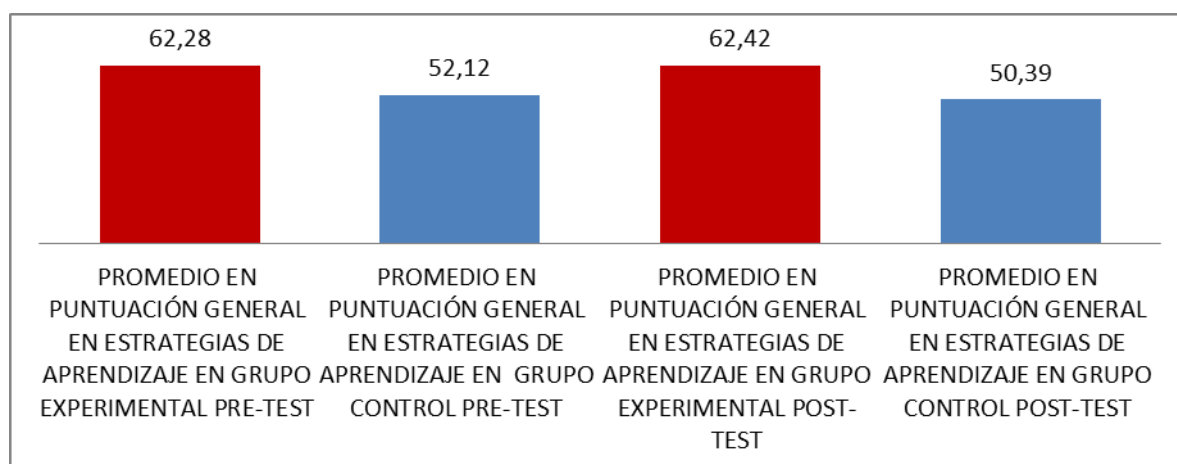 62,28
52,12
62,42
50,39
PROMEDIO EN
PUNTUACIÓN GENERAL
EN ESTRATEGIAS DE
APRENDIZAJE EN GRUPO
EXPERIMENTAL PRE-TEST
PROMEDIO EN
PUNTUACIÓN GENERAL
EN ESTRATEGIAS DE
APRENDIZAJE EN GRUPO
CONTROL PRE-TEST
PROMEDIO EN
PUNTUACIÓN GENERAL
EN ESTRATEGIAS DE
APRENDIZAJE EN GRUPO
EXPERIMENTAL POST-
TEST
PROMEDIO EN
PUNTUACIÓN GENERAL
EN ESTRATEGIAS DE
APRENDIZAJE EN GRUPO
CONTROL POST-TEST